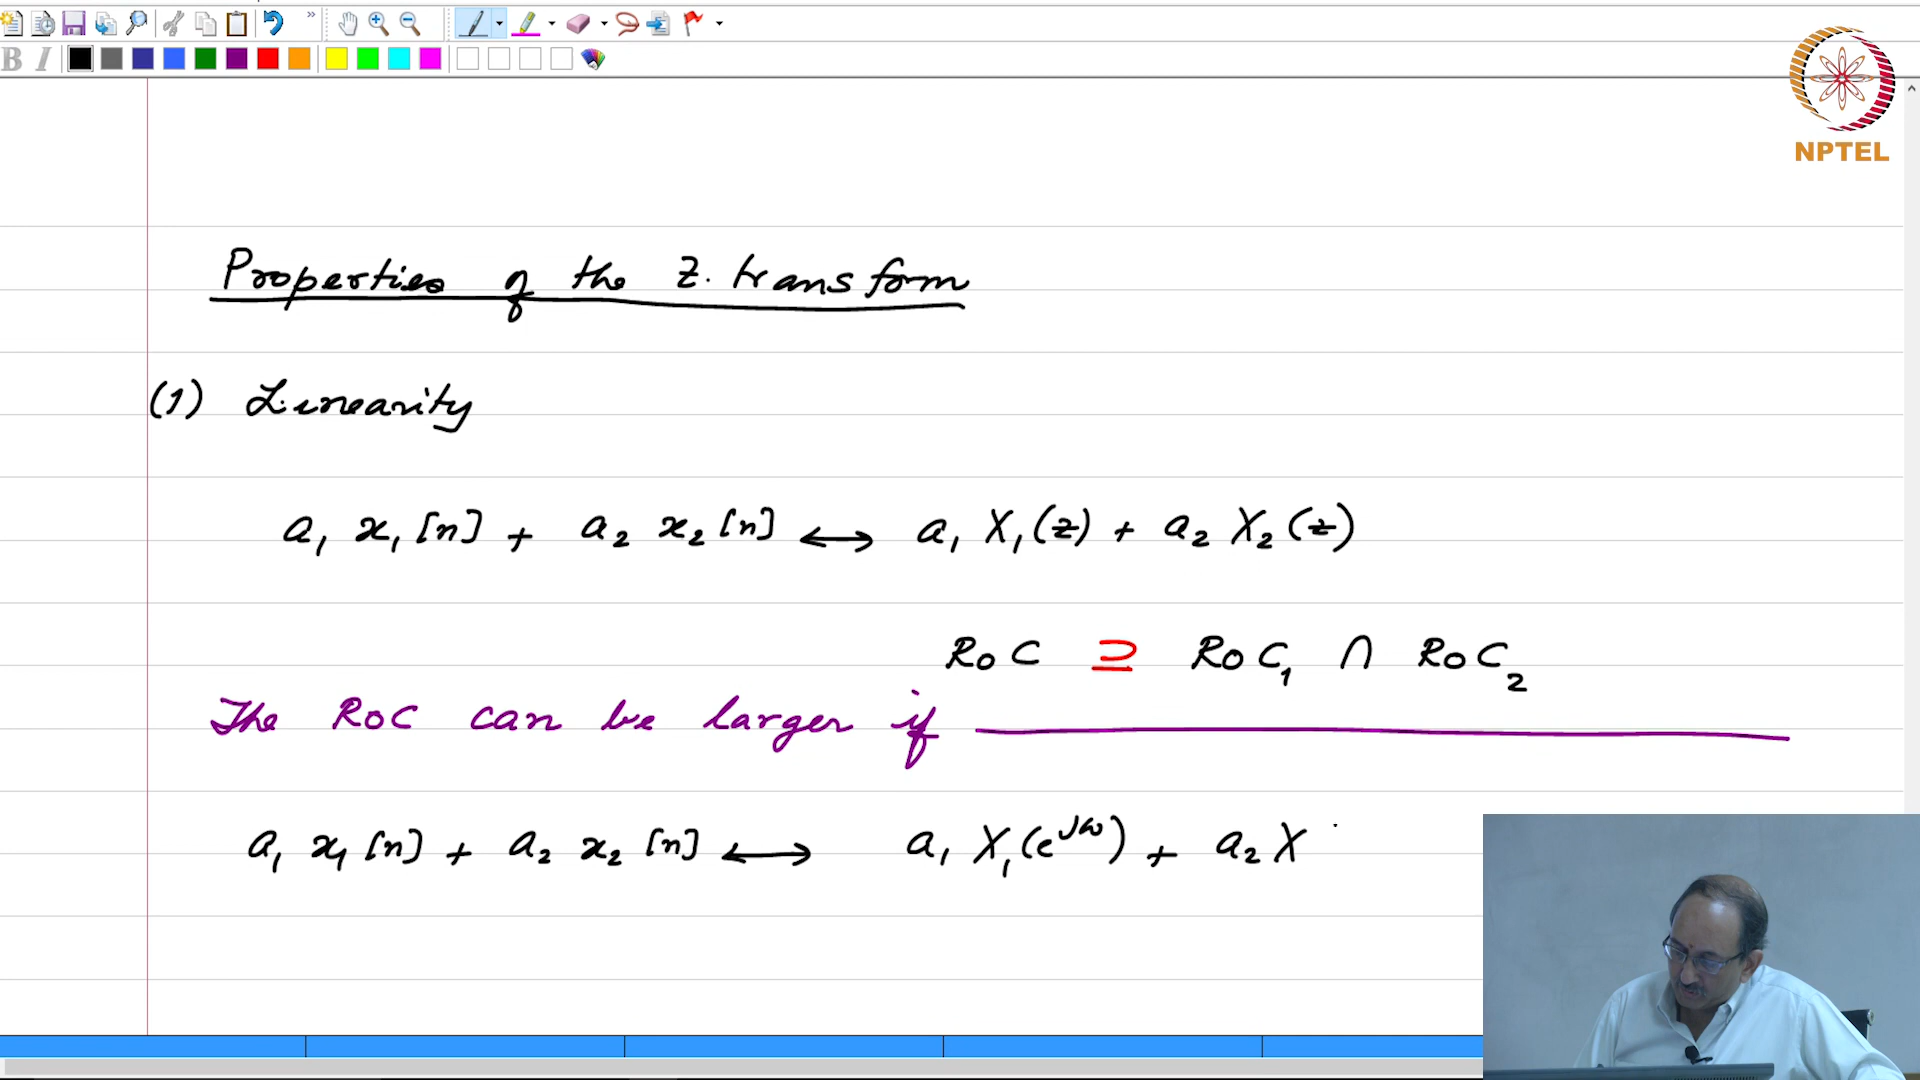 B I
NPTEL
Properties of the Z. transform
(1) Linearity
a₁ x₁[n] + a₂ x₂[n] ⟷ a₁ X₁(z) + a₂ X₂(z)
RoC ⊇ RoC₁ ∩ RoC₂
The RoC can be larger if
a₁ x₁[n] + a₂ x₂[n] ⟷ a₁ X₁(e^{jω}) + a₂ X